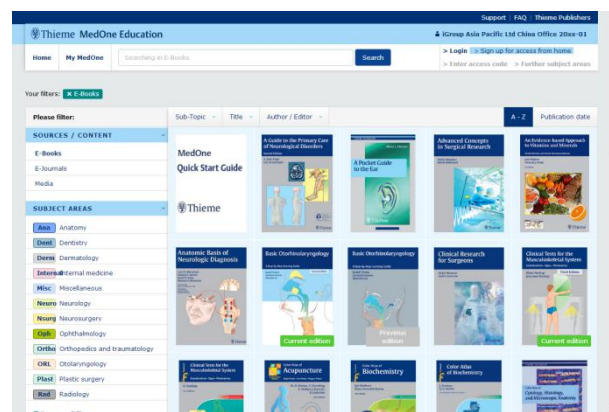 Support | FAQ | Thieme Publishers
Thieme MedOne Education
iGroup Asia Pacific Ltd China Office 20xx-01
Home
My MedOne
Searching in E-Books
Search
> Login > Sign up for access from home
> Enter access code > Further subject areas
Your filters: × E-Books
Please filter:
Sub-Topic
Title
Author / Editor
A - Z
Publication date
SOURCES / CONTENT
E-Books
E-Journals
Media
SUBJECT AREAS
Ana Anatomy
Dent Dentistry
Derm Dermatology
Internal medicine
Misc Miscellaneous
Neuro Neurology
Nsurg Neurosurgery
Oph Ophthalmology
Ortho Orthopedics and traumatology
ORL Otolaryngology
Plast Plastic surgery
Rad Radiology
MedOne
Quick Start Guide
Thieme
A Guide to the Primary Care
of Neurological Disorders
A Pocket Guide
to the Ear
Advanced Concepts
in Surgical Research
An Evidence-based Approach
to Vitamins and Minerals
Thieme
Anatomic Basis of
Neurologic Diagnosis
Thieme
Basic Otorhinolaryngology
Current edition
Basic Otorhinolaryngology
Previous
edition
Clinical Research
for Surgeons
Clinical Tests for the
Musculoskeletal System
Current edition
Clinical Tests for the
Musculoskeletal System
Color Atlas of
Acupuncture
Color Atlas of
Biochemistry
Color Atlas
of Biochemistry
Cytology, Histology,
and Microscopic Anatomy